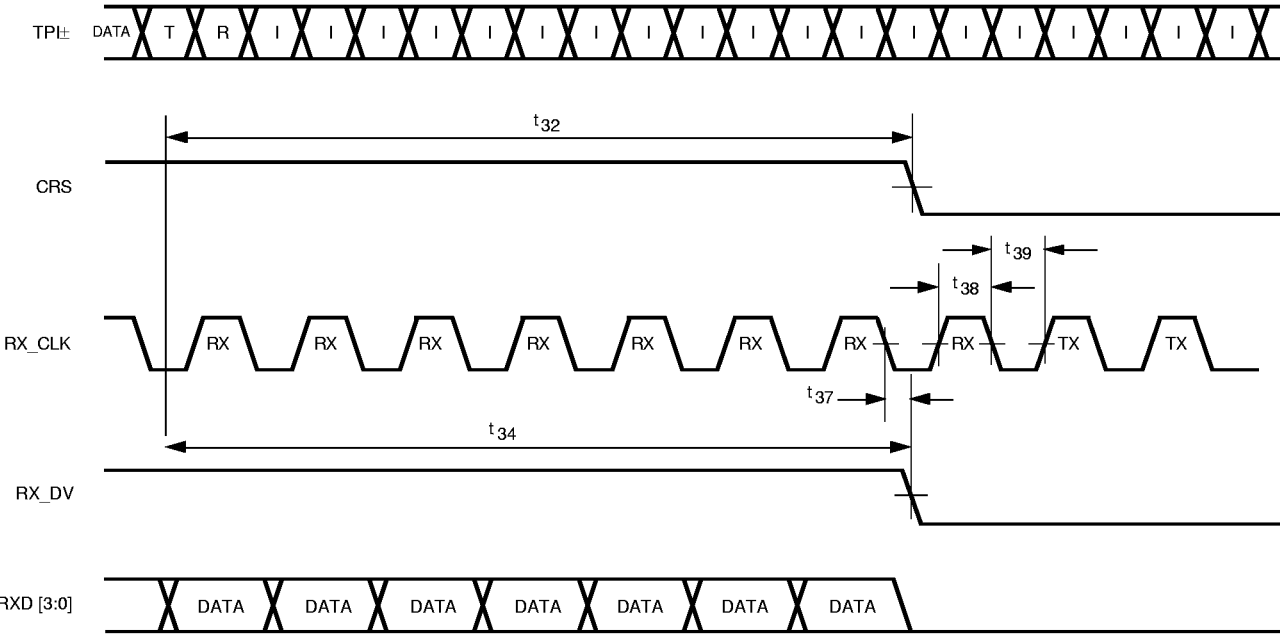 TPI± DATA T R I I I I I I I I I I I I I I I I I I I
t32
CRS
t39
t38
RX_CLK RX RX RX RX RX RX RX RX TX TX
t37
t34
RX_DV
RXD [3:0] DATA DATA DATA DATA DATA DATA DATA